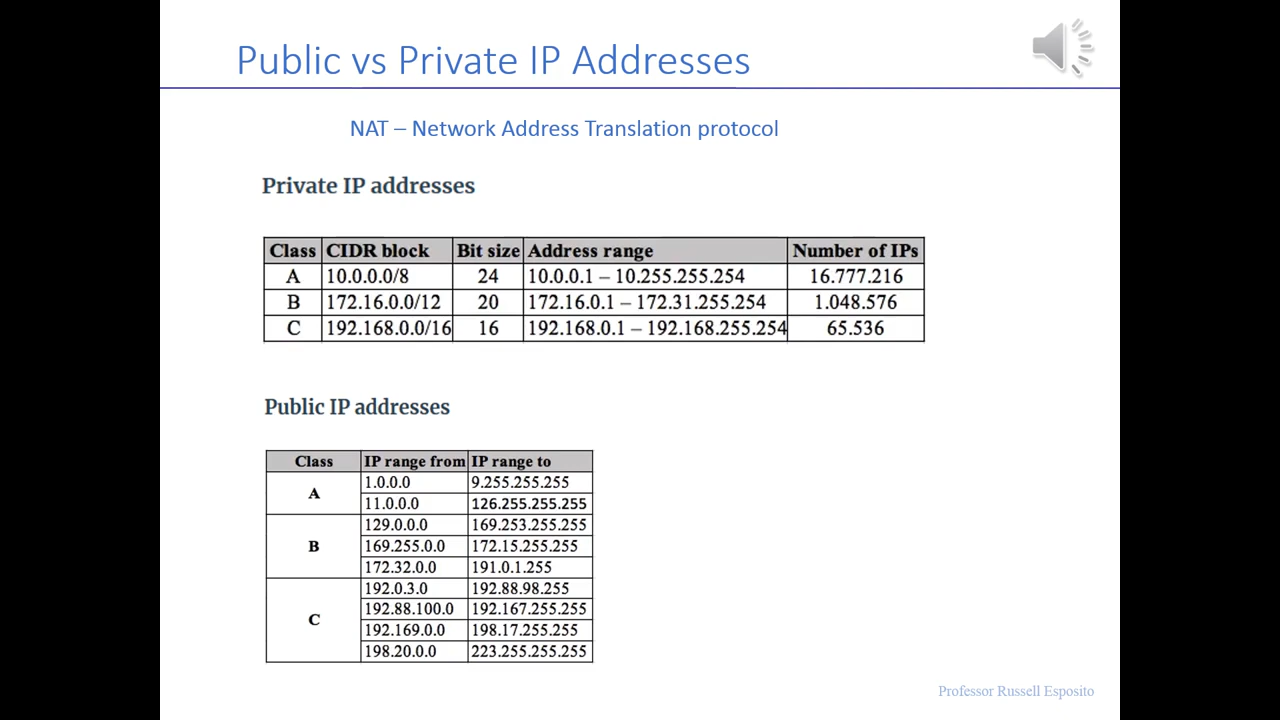 Public vs Private IP Addresses
NAT – Network Address Translation protocol
Private IP addresses
Class CIDR block Bit size Address range Number of IPs
A 10.0.0.0/8 24 10.0.0.1 – 10.255.255.254 16.777.216
B 172.16.0.0/12 20 172.16.0.1 – 172.31.255.254 1.048.576
C 192.168.0.0/16 16 192.168.0.1 – 192.168.255.254 65.536
Public IP addresses
Class IP range from IP range to
A 1.0.0.0 9.255.255.255
11.0.0.0 126.255.255.255
B 129.0.0.0 169.253.255.255
169.255.0.0 172.15.255.255
172.32.0.0 191.0.1.255
C 192.0.3.0 192.88.98.255
192.88.100.0 192.167.255.255
192.169.0.0 198.17.255.255
198.20.0.0 223.255.255.255
Professor Russell Esposito